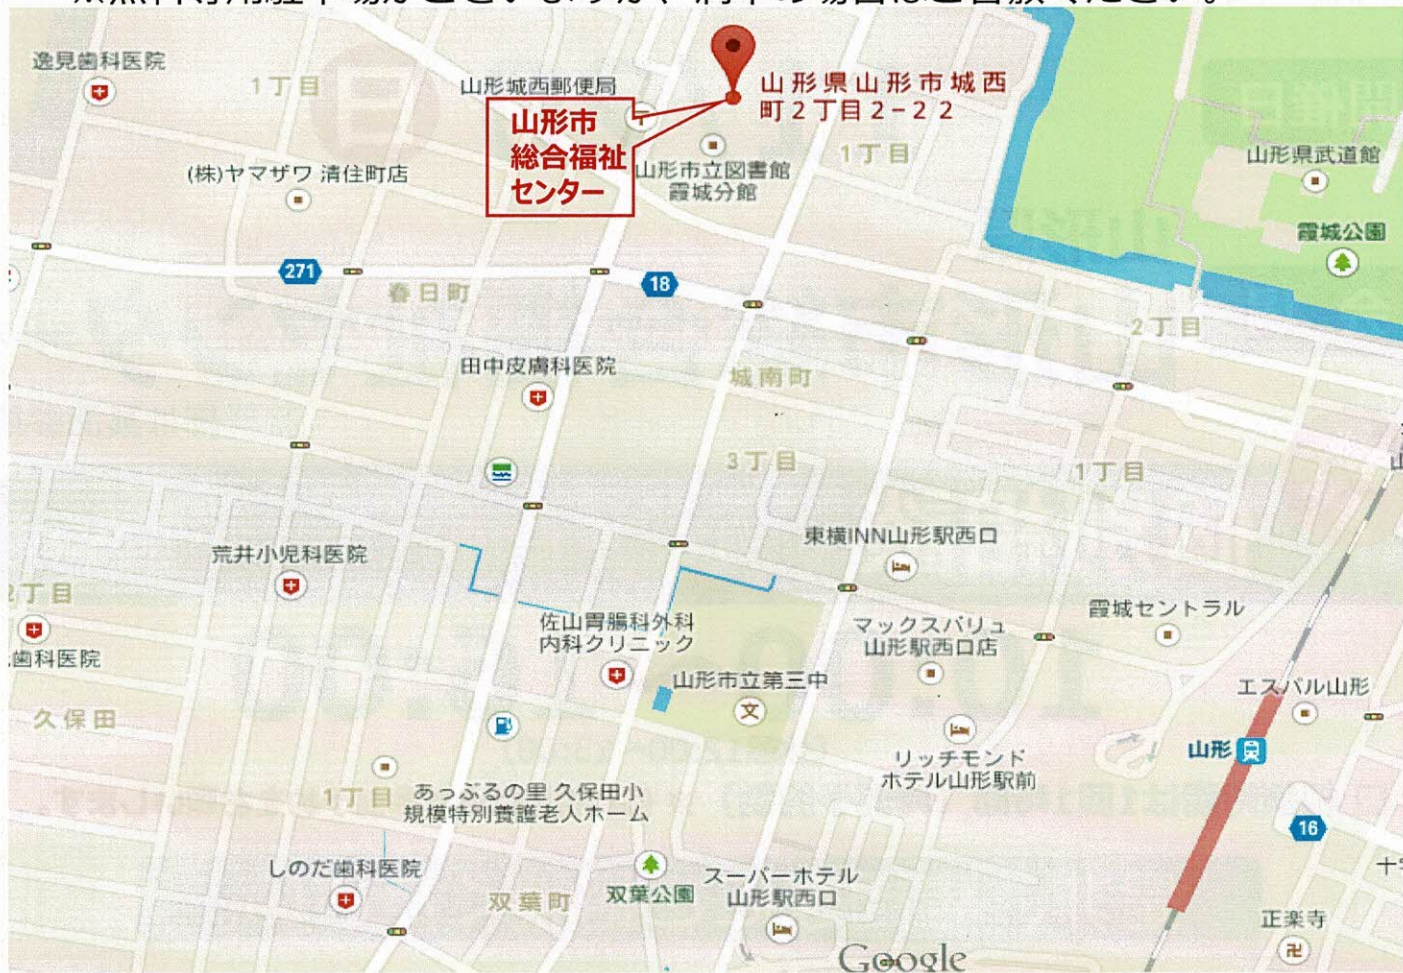 逸見歯科医院
1丁目
山形城西郵便局
山形県山形市城西
町2丁目2-22
山形市
総合福祉
センター
(株)ヤマザワ 清住町店
山形市立図書館
霞城分館
1丁目
山形県武道館
霞城公園
271
18
春日町
2丁目
田中皮膚科医院
城南町
3丁目
1丁目
東横INN山形駅西口
荒井小児科医院
2丁目
歯科医院
佐山胃腸科外科
内科クリニック
マックスバリュ
山形駅西口店
霞城セントラル
山形市立第三中
文
エスパル山形
久保田
山形
リッチモンド
ホテル山形駅前
1丁目
あっぷるの里 久保田小
規模特別養護老人ホーム
16
しのだ歯科医院
双葉町
双葉公園
スーパーホテル
山形駅西口
正楽寺
卍
Google